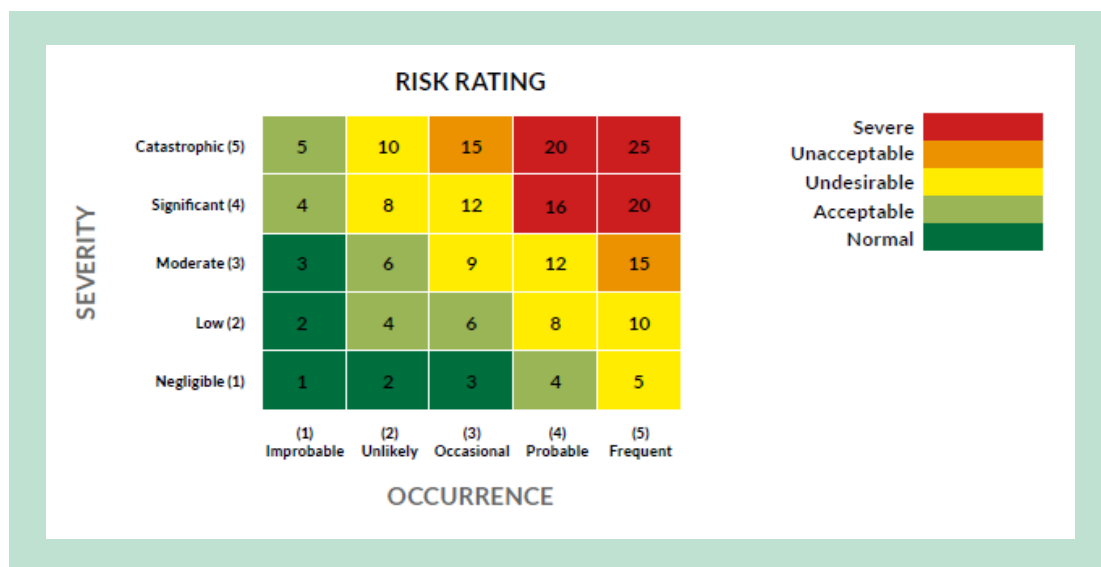 RISK RATING
SEVERITY
Catastrophic (5) 5 10 15 20 25
Significant (4) 4 8 12 16 20
Moderate (3) 3 6 9 12 15
Low (2) 2 4 6 8 10
Negligible (1) 1 2 3 4 5
(1) (2) (3) (4) (5)
Improbable Unlikely Occasional Probable Frequent
OCCURRENCE
Severe
Unacceptable
Undesirable
Acceptable
Normal